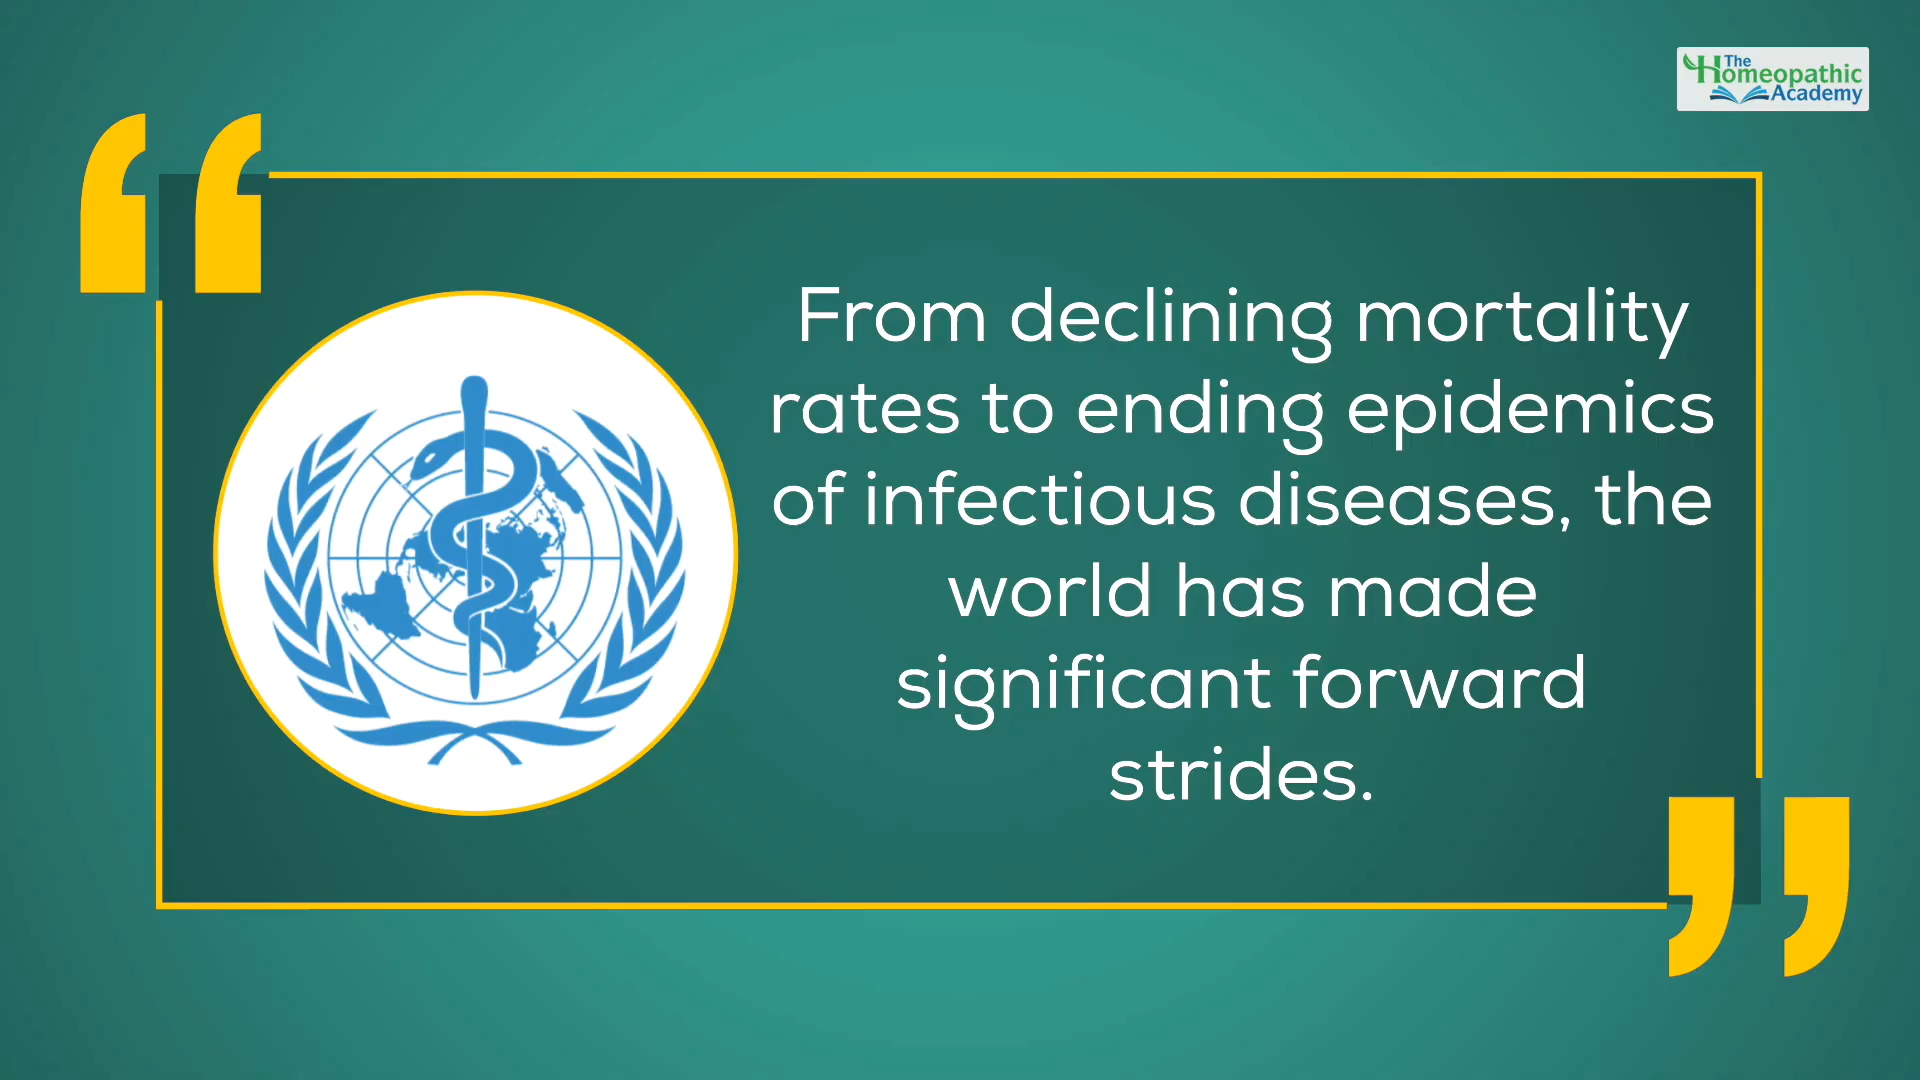 The
Homeopathic
Academy
From declining mortality
rates to ending epidemics
of infectious diseases, the
world has made
significant forward
strides.